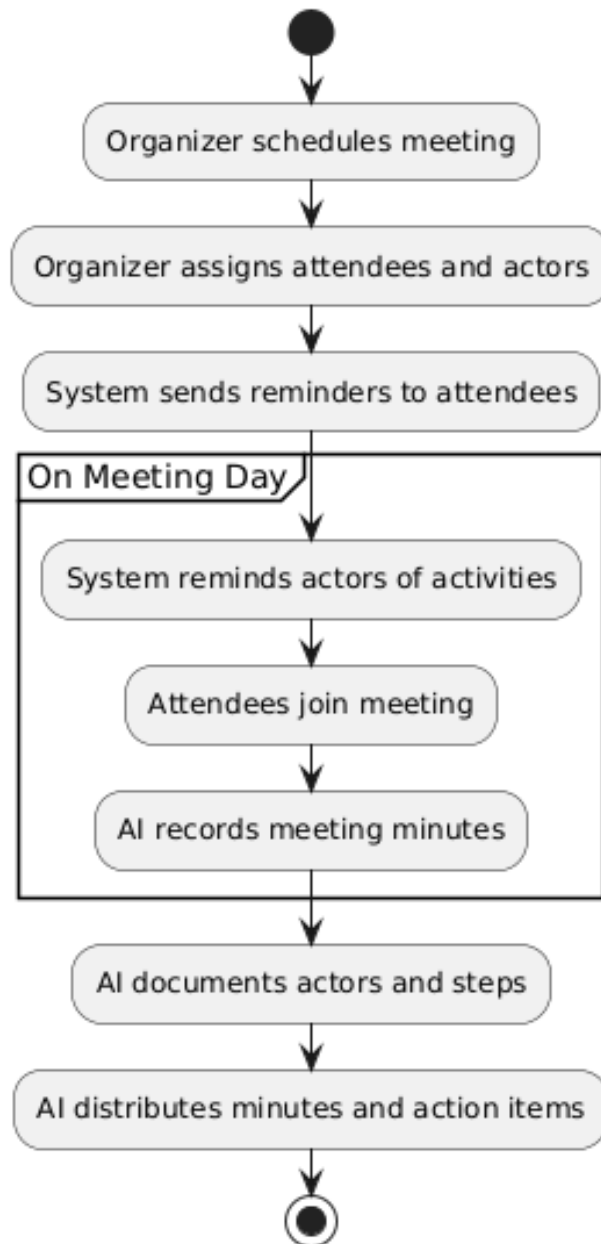 Organizer schedules meeting
Organizer assigns attendees and actors
System sends reminders to attendees
On Meeting Day
System reminds actors of activities
Attendees join meeting
AI records meeting minutes
AI documents actors and steps
AI distributes minutes and action items